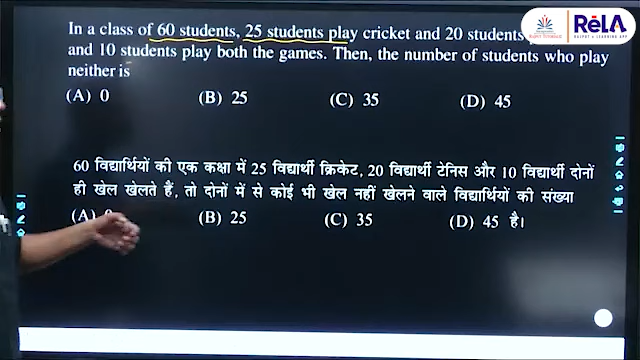 In a class of 60 students, 25 students play cricket and 20 students
and 10 students play both the games. Then, the number of students who play
neither is
(A) 0 (B) 25 (C) 35 (D) 45
60 विद्यार्थियों की एक कक्षा में 25 विद्यार्थी क्रिकेट, 20 विद्यार्थी टेनिस और 10 विद्यार्थी दोनों
ही खेल खेलते हैं, तो दोनों में से कोई भी खेल नहीं खेलने वाले विद्यार्थियों की संख्या
(A) (B) 25 (C) 35 (D) 45 है।
RéLA